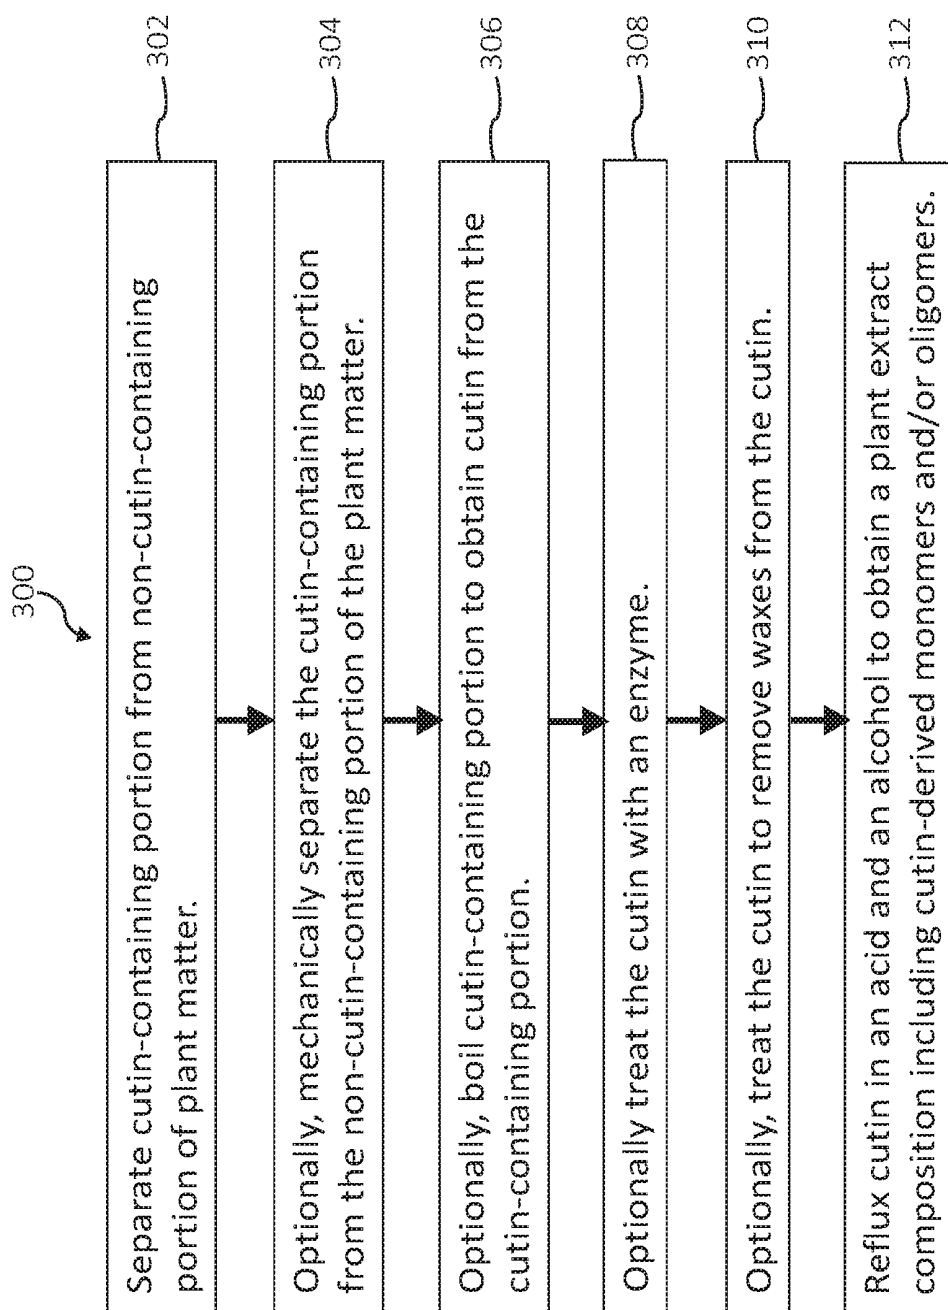 300
Separate cutin-containing portion from non-cutin-containing
portion of plant matter.
302
Optionally, mechanically separate the cutin-containing portion
from the non-cutin-containing portion of the plant matter.
304
Optionally, boil cutin-containing portion to obtain cutin from the
cutin-containing portion.
306
Optionally treat the cutin with an enzyme.
308
Optionally, treat the cutin to remove waxes from the cutin.
310
Reflux cutin in an acid and an alcohol to obtain a plant extract
composition including cutin-derived monomers and/or oligomers.
312